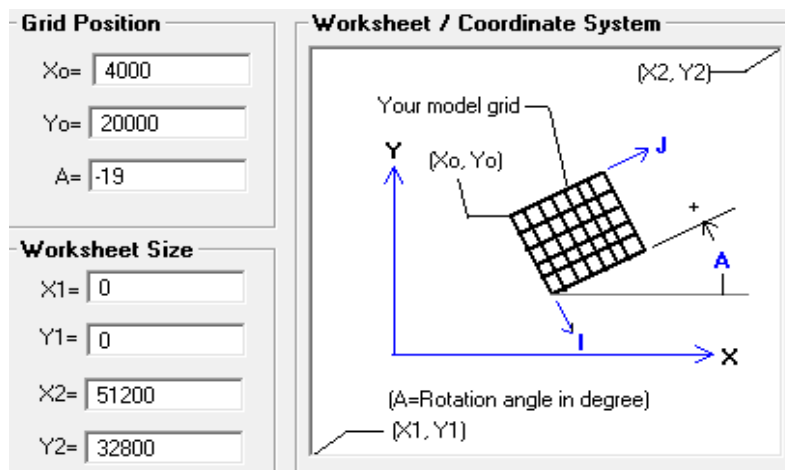 Grid Position
Xo= 4000
Yo= 20000
A= -19
Worksheet Size
X1= 0
Y1= 0
X2= 51200
Y2= 32800
Worksheet / Coordinate System
(X2, Y2)
Your model grid
Y
(Xo, Yo)
J
+
A
I
X
(A=Rotation angle in degree)
(X1, Y1)